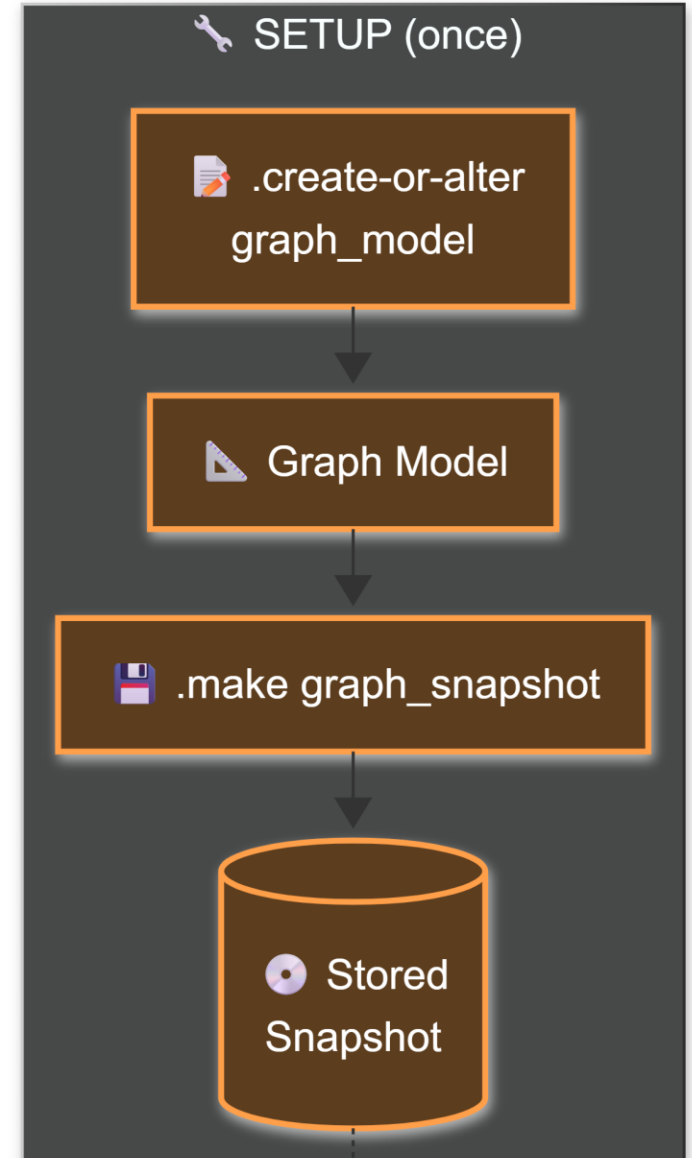 SETUP (once)
.create-or-alter
graph_model
Graph Model
.make graph_snapshot
Stored
Snapshot